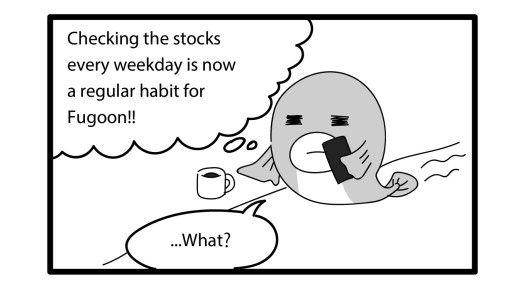 Checking the stocks
every weekday is now
a regular habit for
Fugoon!!
...What?